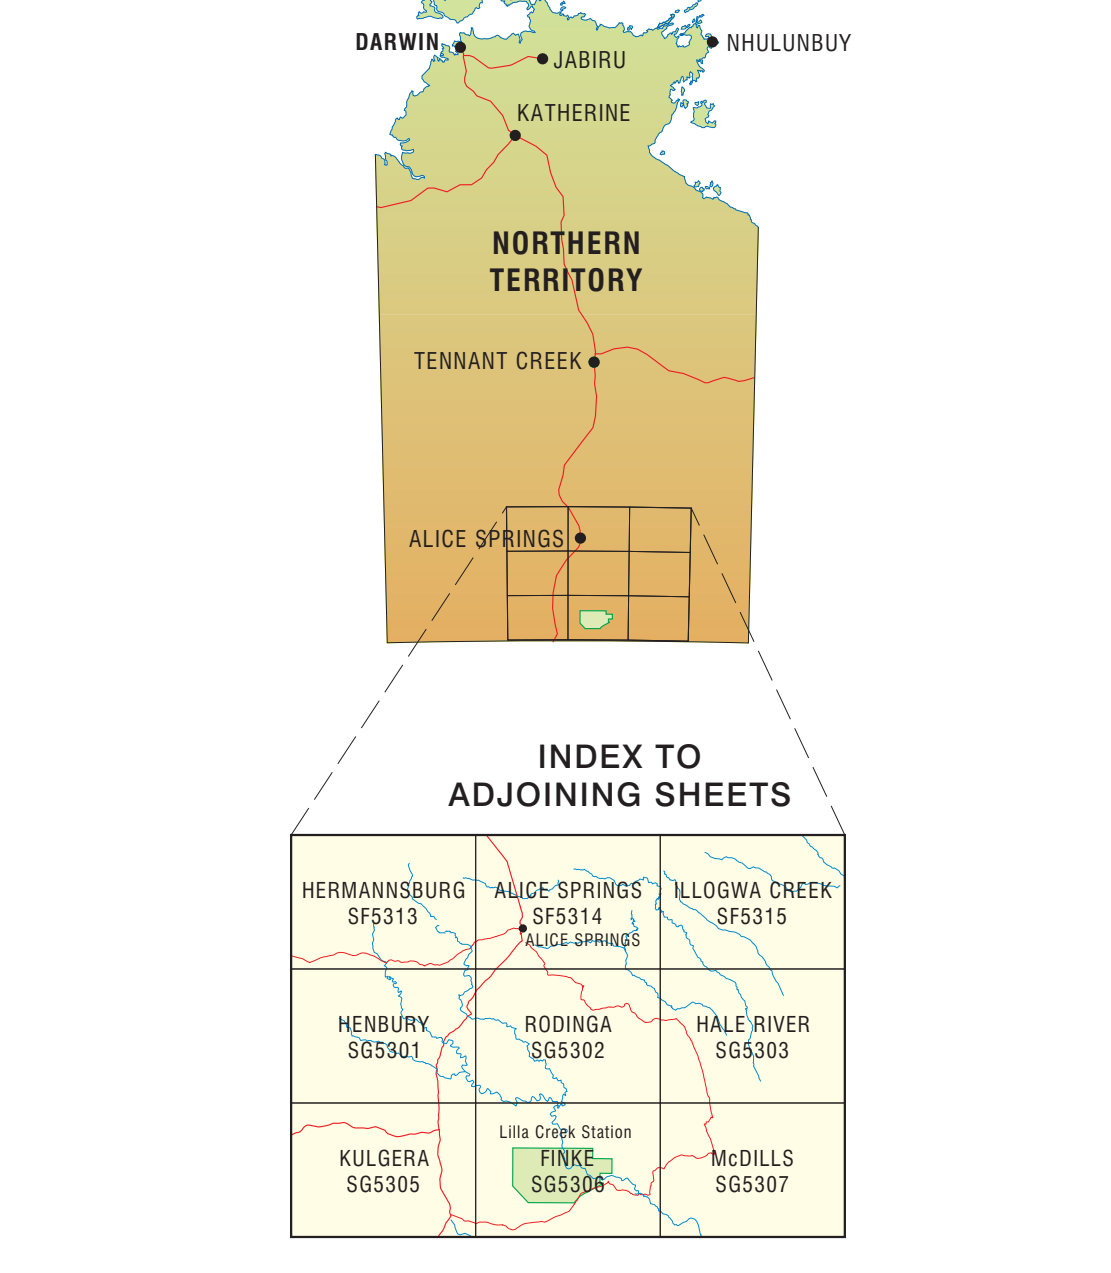 DARWIN
NHULUNBUY
JABIRU
KATHERINE
NORTHERN
TERRITORY
TENNANT CREEK
ALICE SPRINGS
INDEX TO
ADJOINING SHEETS
HERMANNSBURG
SF5313
ALICE SPRINGS
SF5314
ALICE SPRINGS
ILLOGWA CREEK
SF5315
HENBURY
SG5301
RODINGA
SG5302
HALE RIVER
SG5303
KULGERA
SG5305
Lilla Creek Station
FINKE
SG5306
McDILLS
SG5307